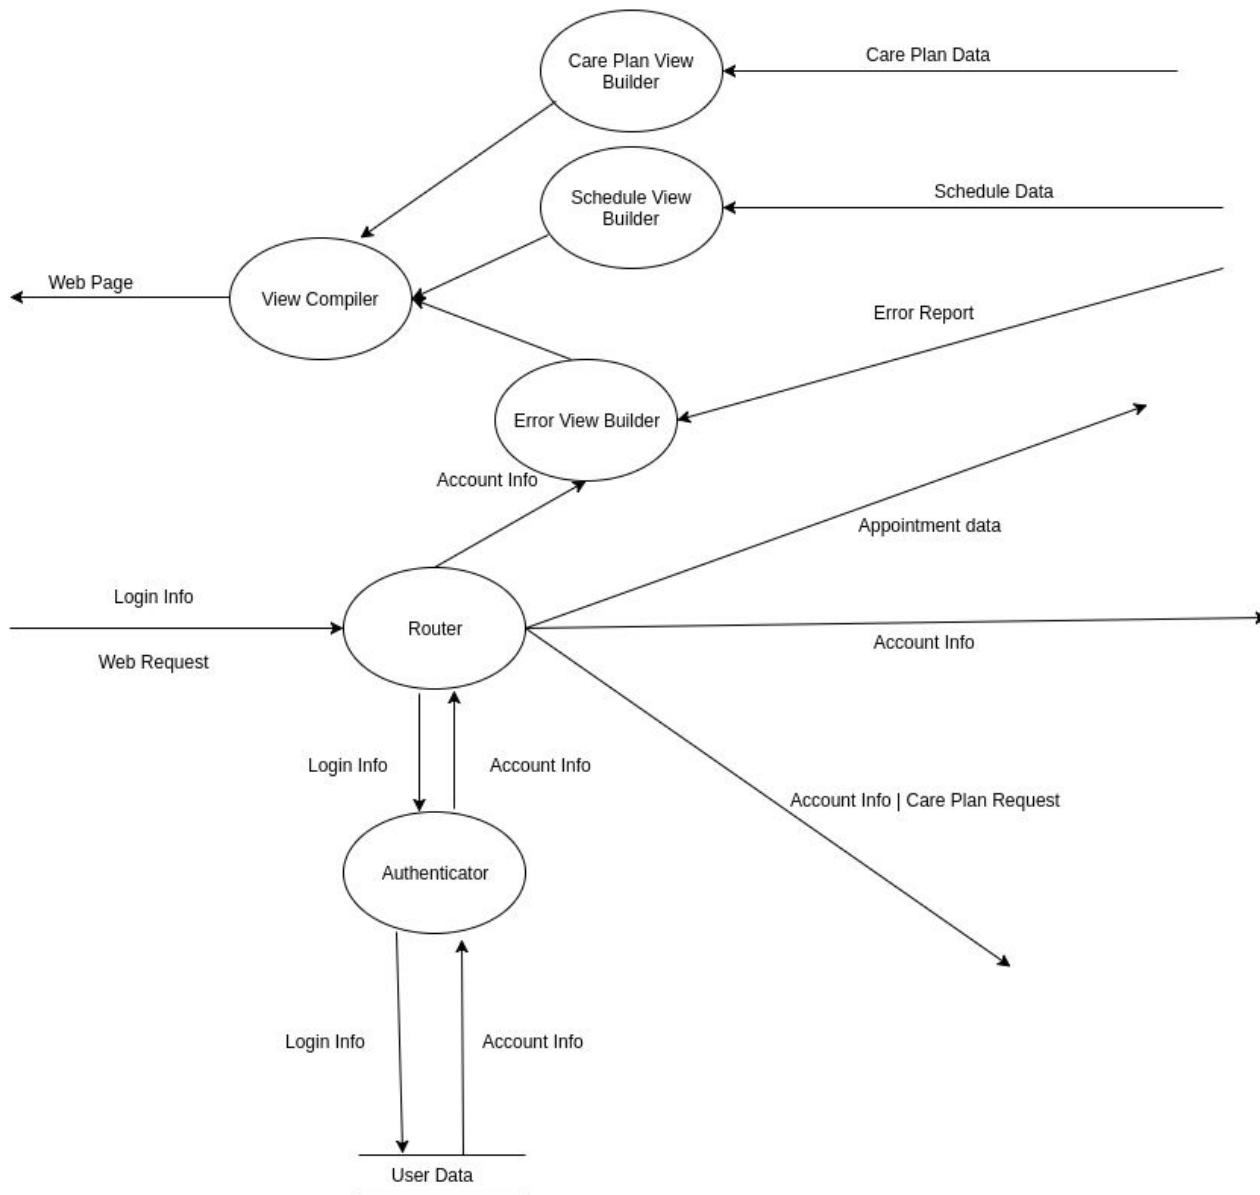 Care Plan View
Builder
Care Plan Data
Schedule View
Builder
Schedule Data
Web Page
View Compiler
Error Report
Error View Builder
Account Info
Appointment data
Login Info
Router
Web Request
Account Info
Login Info
Account Info
Account Info | Care Plan Request
Authenticator
Login Info
Account Info
User Data